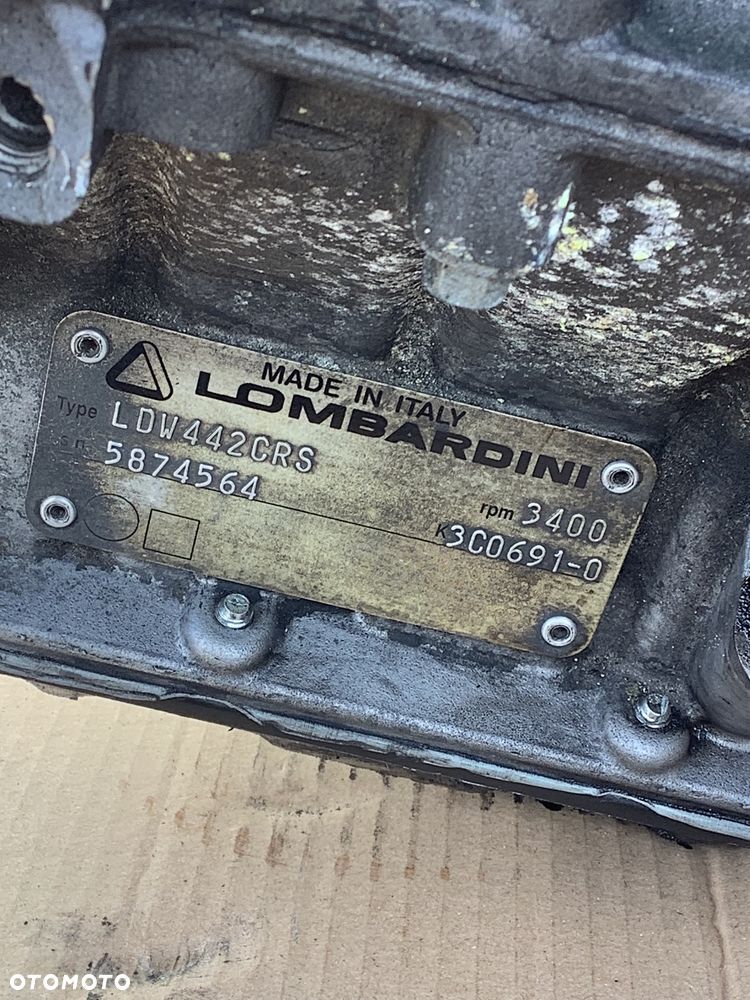 MADE IN ITALY
LOMBARDINI
Type LDW442CRS rpm 3400
s.n. 5874564 K 3C0691-0
OTOMOTO